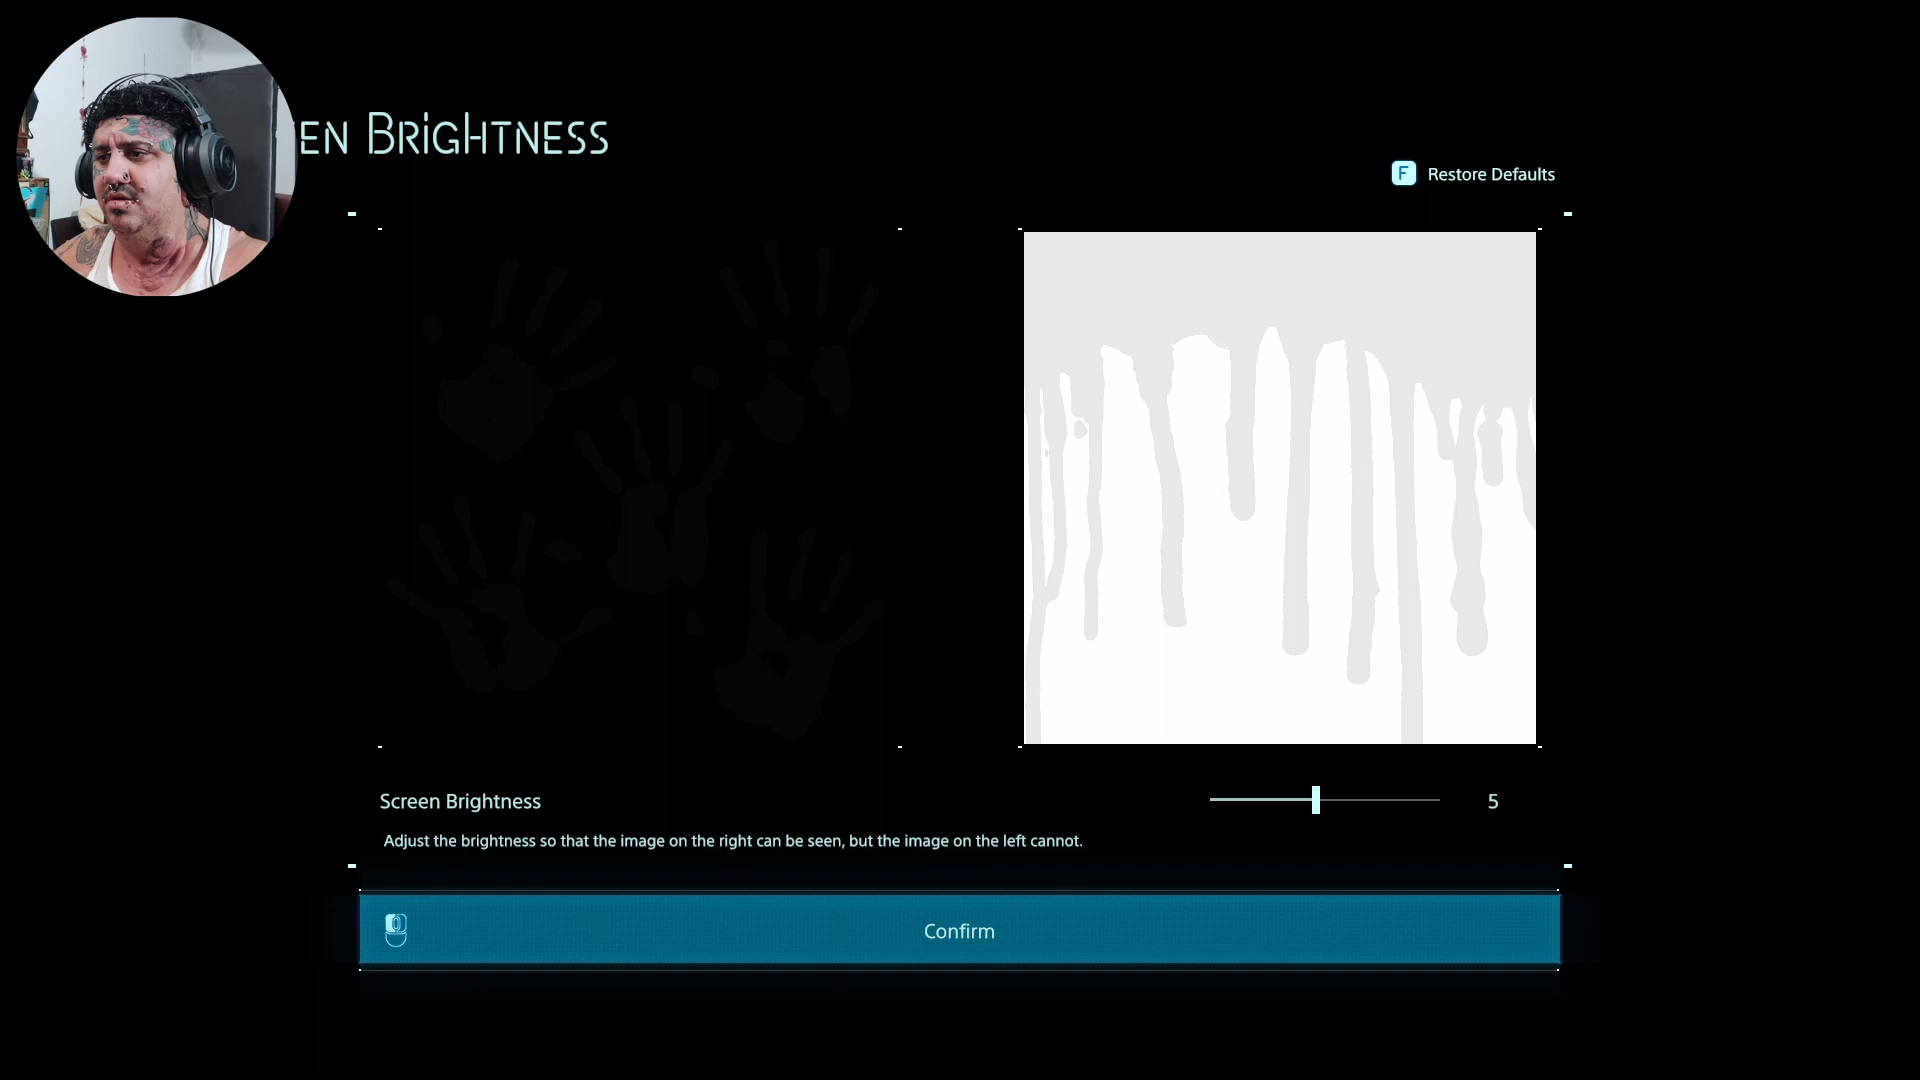 EN BRIGHTNESS
F Restore Defaults
Screen Brightness 5
Adjust the brightness so that the image on the right can be seen, but the image on the left cannot.
Confirm